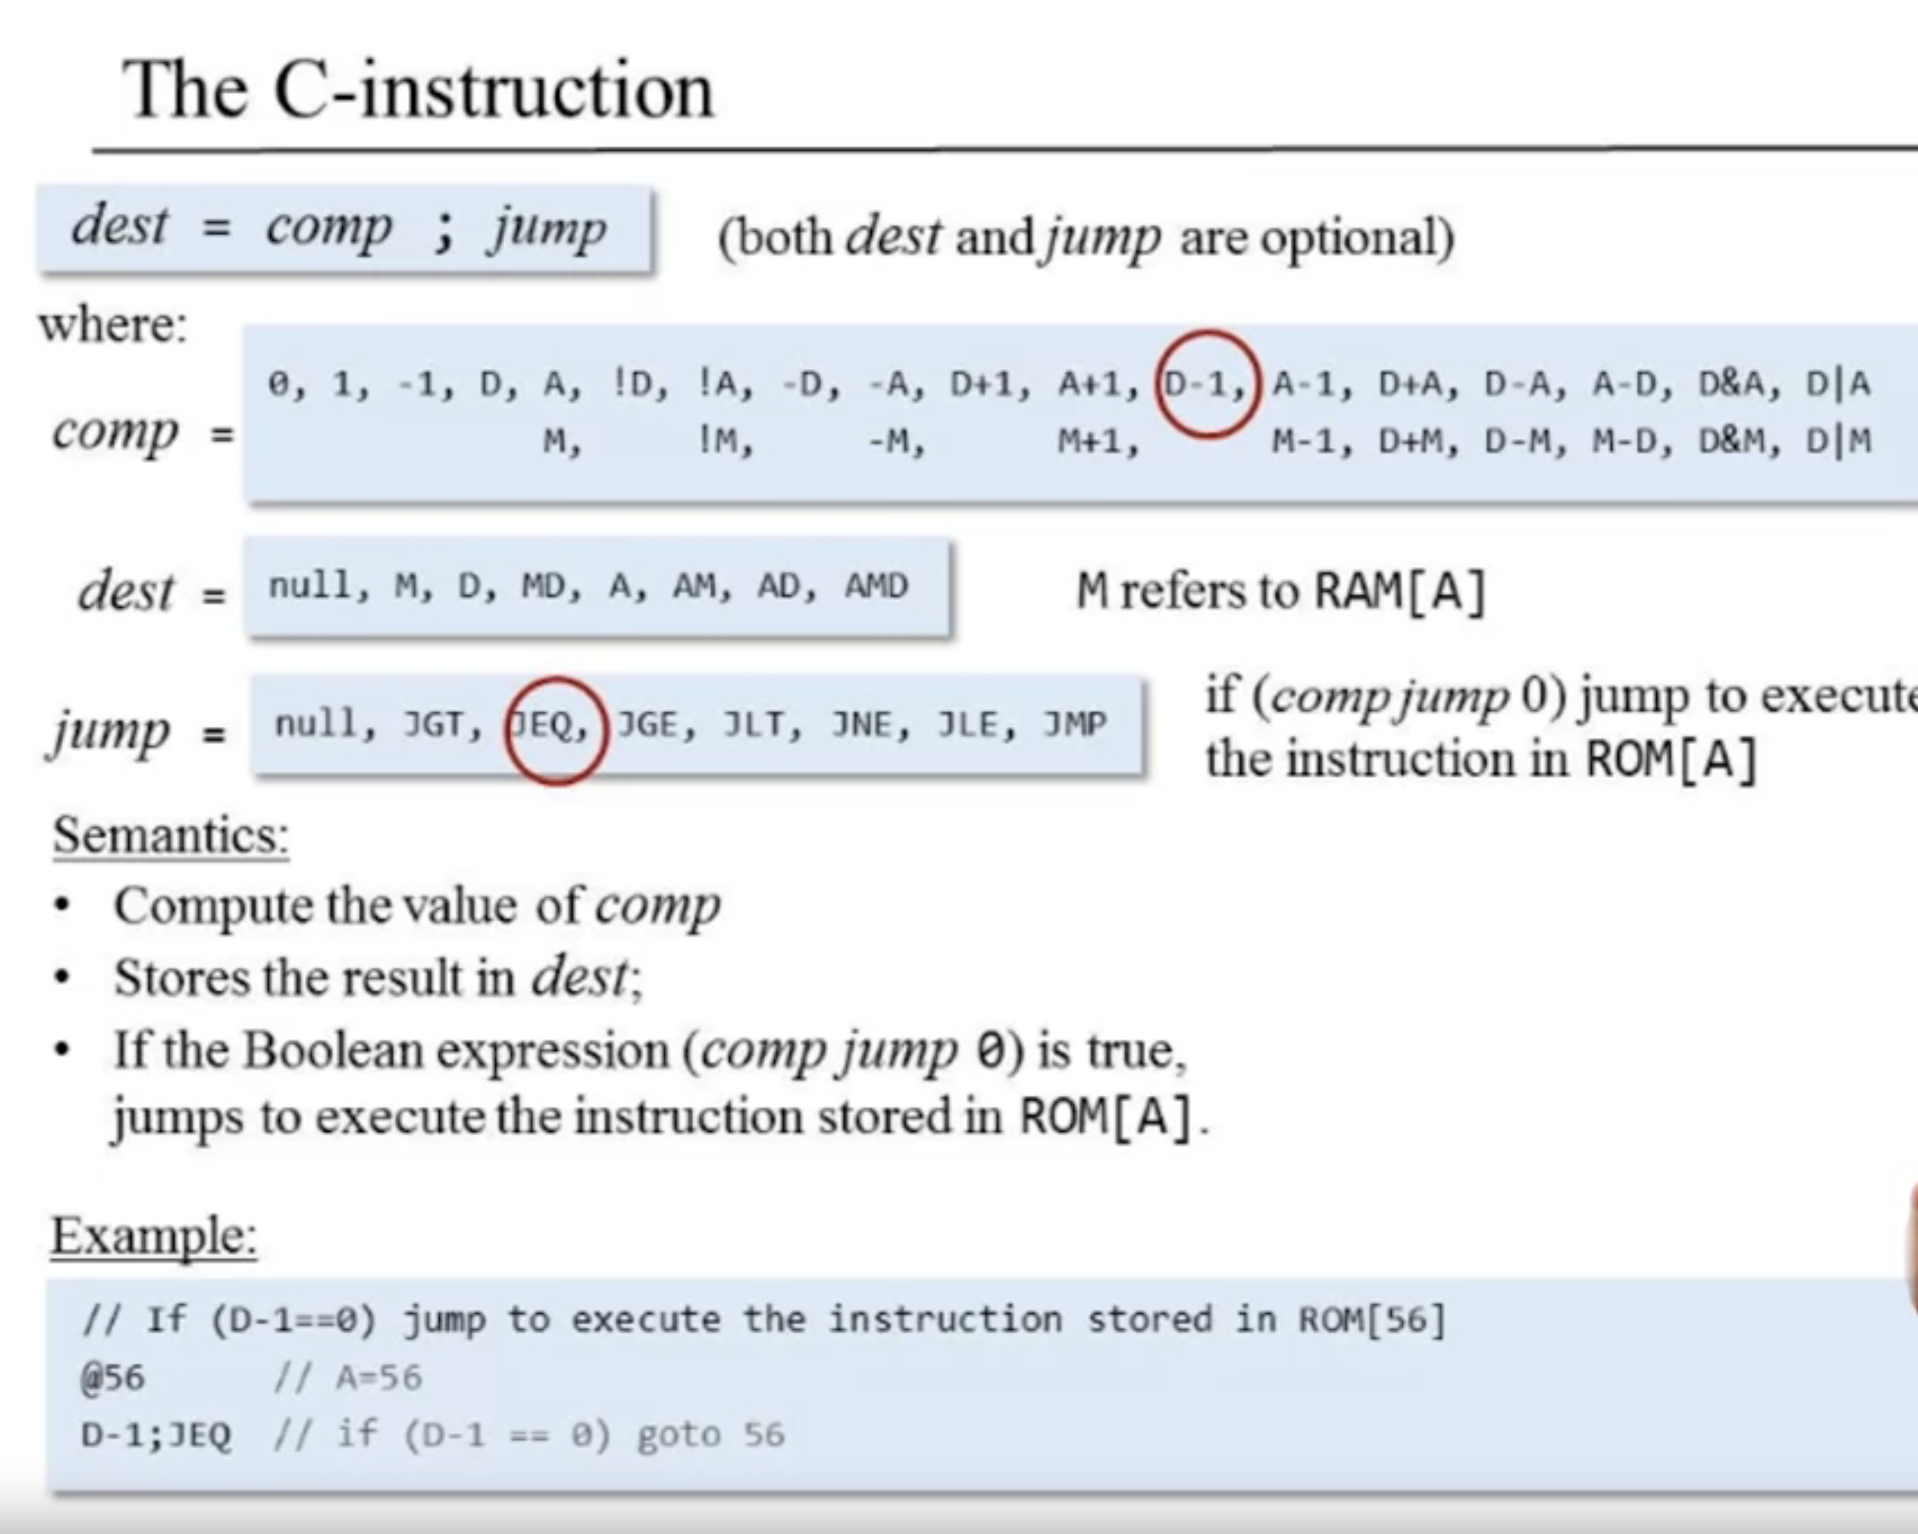 The C-instruction
dest = comp ; jump (both dest and jump are optional)
where:
comp = 0, 1, -1, D, A, !D, !A, -D, -A, D+1, A+1, D-1, A-1, D+A, D-A, A-D, D&A, D|A
M, !M, -M, M+1, M-1, D+M, D-M, M-D, D&M, D|M
dest = null, M, D, MD, A, AM, AD, AMD M refers to RAM[A]
jump = null, JGT, JEQ, JGE, JLT, JNE, JLE, JMP if (comp jump 0) jump to execute
the instruction in ROM[A]
Semantics:
• Compute the value of comp
• Stores the result in dest;
• If the Boolean expression (comp jump 0) is true,
jumps to execute the instruction stored in ROM[A].
Example:
// If (D-1==0) jump to execute the instruction stored in ROM[56]
@56 // A=56
D-1;JEQ // if (D-1 == 0) goto 56